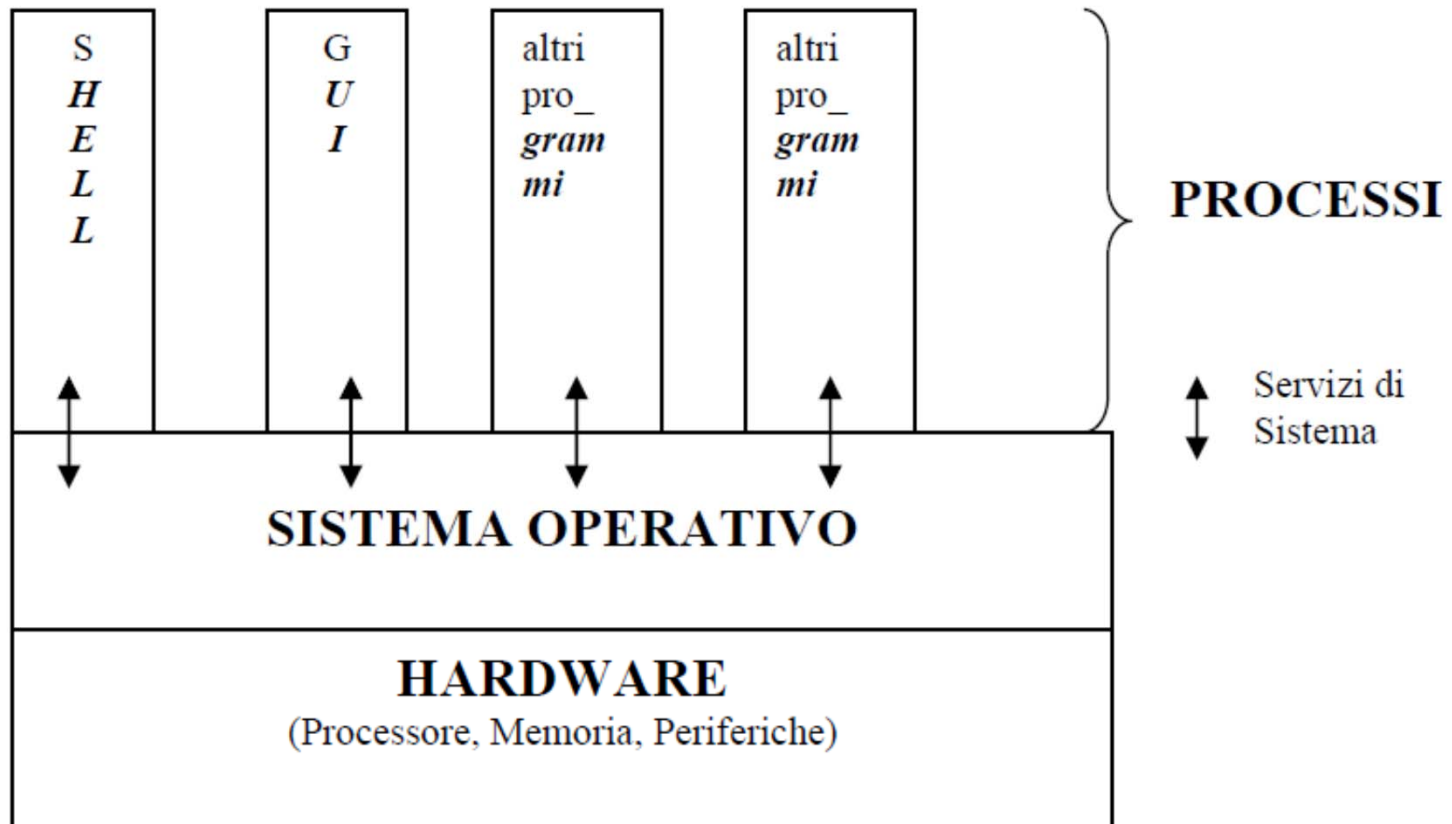 S
H
E
L
L
G
U
I
altri
pro_
gram
mi
altri
pro_
gram
mi
PROCESSI
Servizi di
Sistema
SISTEMA OPERATIVO
HARDWARE
(Processore, Memoria, Periferiche)